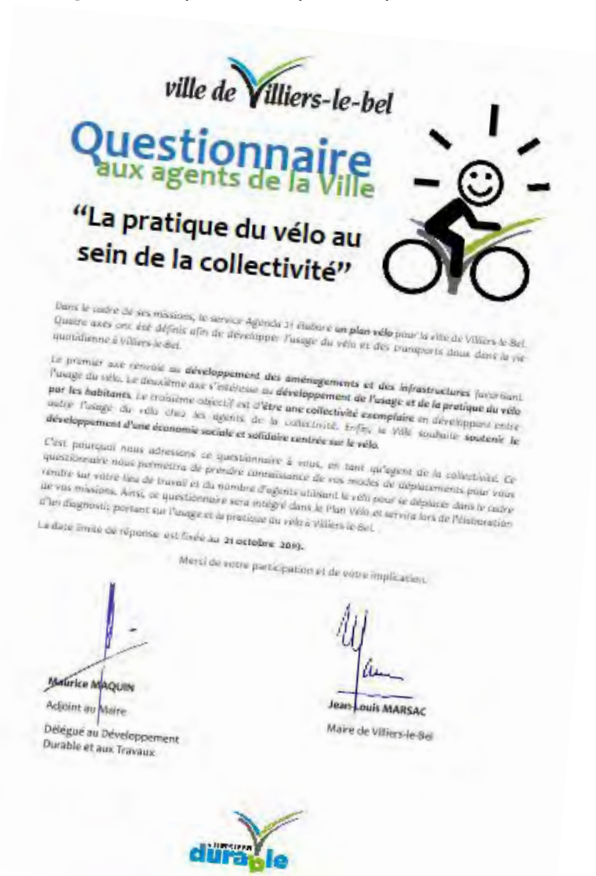 ville de Villiers-le-bel
Questionnaire
aux agents de la Ville
“La pratique du vélo au
sein de la collectivité”
Dans le cadre de ses missions, le service Agenda 21 élabore un plan vélo pour la ville de Villiers-le-Bel.
Quatre axes ont été définis afin de développer l'usage du vélo et des transports doux dans la vie
quotidienne à Villiers-le-Bel.
Le premier axe renvoie au développement des aménagements et des infrastructures favorisant
l'usage du vélo. Le deuxième axe s'intéresse au développement de l'usage et de la pratique du vélo
par les habitants. Le troisième objectif est d'être une collectivité exemplaire en développant entre
autre l'usage du vélo chez les agents de la collectivité. Enfin, la Ville souhaite soutenir le
développement d'une économie sociale et solidaire centrée sur le vélo.
C'est pourquoi nous adressons ce questionnaire à vous, en tant qu'agent de la collectivité. Ce
questionnaire nous permettra de prendre connaissance de vos modes de déplacements pour vous
rendre sur votre lieu de travail et du nombre d'agents utilisant le vélo pour se déplacer dans le cadre
de vos missions. Ainsi, ce questionnaire sera intégré dans le Plan Vélo et servira lors de l'élaboration
d'un diagnostic portant sur l'usage et la pratique du vélo à Villiers-le-Bel.
La date limite de réponse est fixée au 21 octobre
Merci de votre participation et de votre implication.
Maurice MAQUIN
Adjoint au Maire
Délégué au Développement
Durable et aux Travaux
Jean-Louis MARSAC
Maire de Villiers-le-Bel
durable